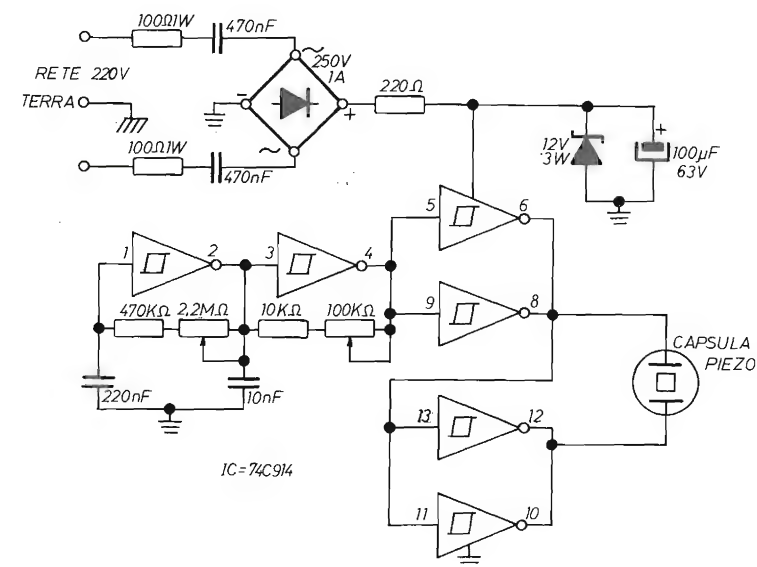 100Ω1W
470nF
~
250V
1A
RETE 220V
TERRA
-
+
220Ω
100Ω1W
~
470nF
12V
.3W
+
100µF
63V
5
6
1
2
3
4
9
8
470KΩ
2,2MΩ
10KΩ
100KΩ
CAPSULA
PIEZO
220nF
10nF
13
12
IC=74C914
11
10